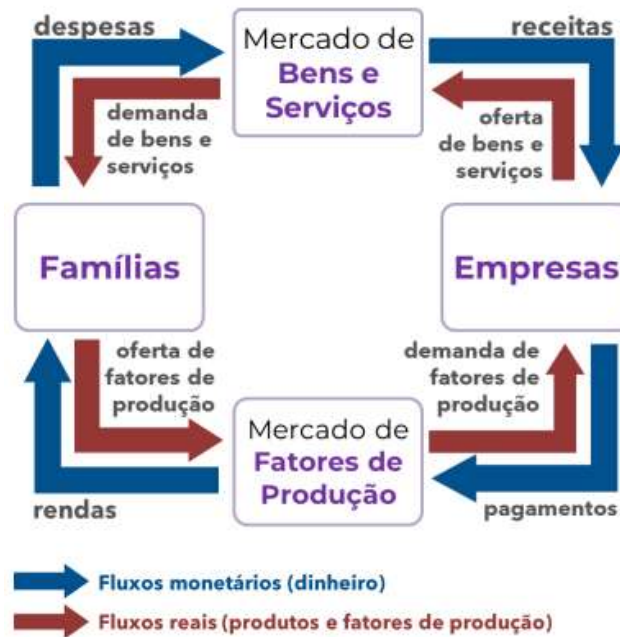 despesas
Mercado de
Bens e
Serviços
receitas
demanda
de bens e
serviços
oferta
de bens e
serviços
Famílias
Empresas
oferta de
fatores de
produção
demanda de
fatores de
produção
Mercado de
Fatores de
Produção
rendas
pagamentos
Fluxos monetários (dinheiro)
Fluxos reais (produtos e fatores de produção)